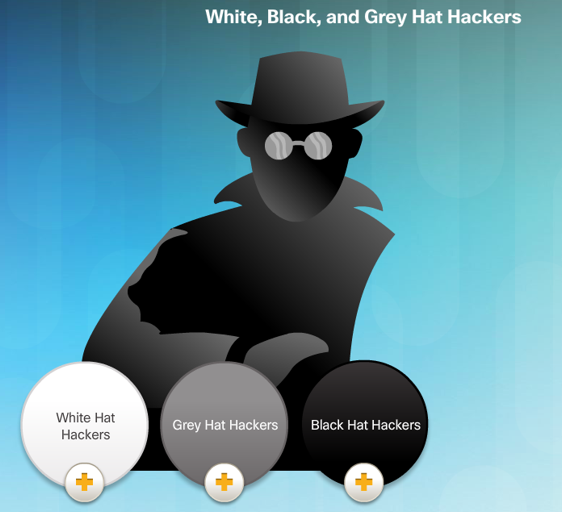 White, Black, and Grey Hat Hackers
White Hat
Hackers
Grey Hat Hackers
Black Hat Hackers